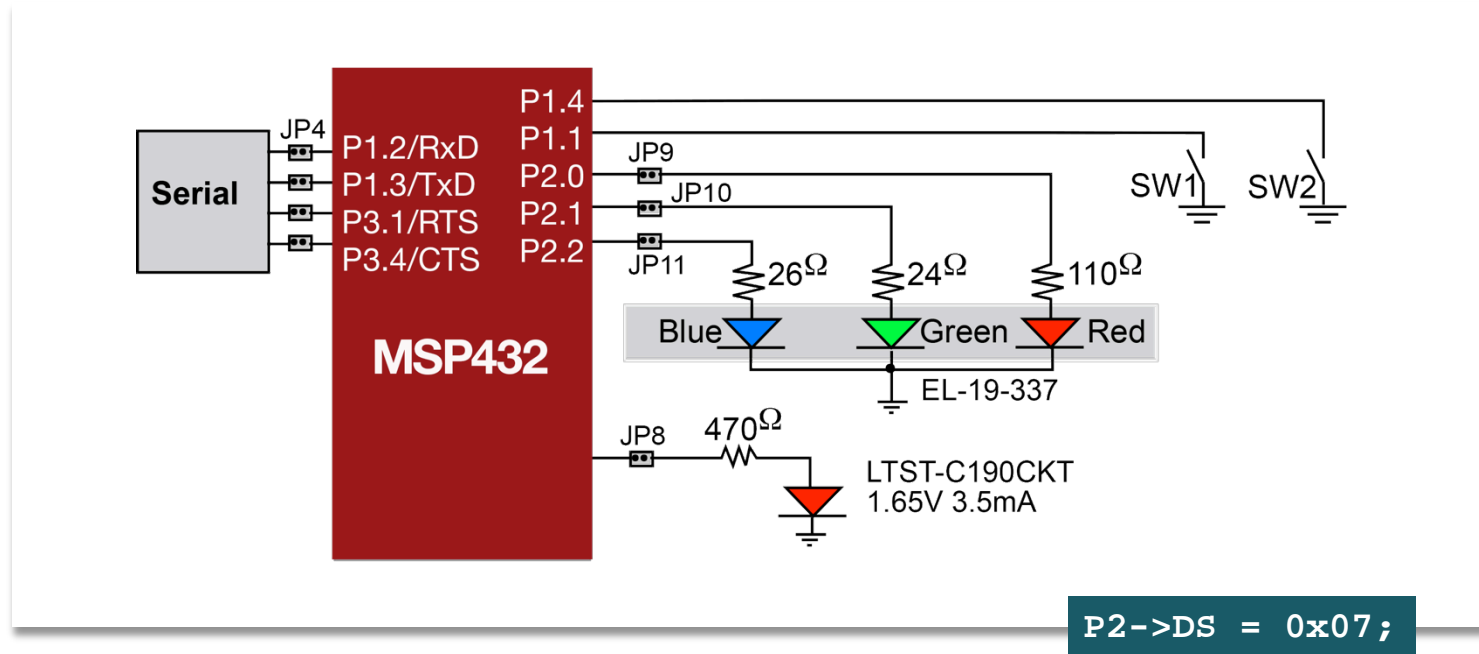 P1.4
JP4
P1.1
P1.2/RxD
JP9
P2.0
P1.3/TxD
JP10
Serial
SW1
SW2
P2.1
P3.1/RTS
P2.2
P3.4/CTS
JP11
26Ω
24Ω
110Ω
Blue
Green
Red
MSP432
EL-19-337
JP8
470Ω
LTST-C190CKT
1.65V 3.5mA
P2->DS = 0x07;